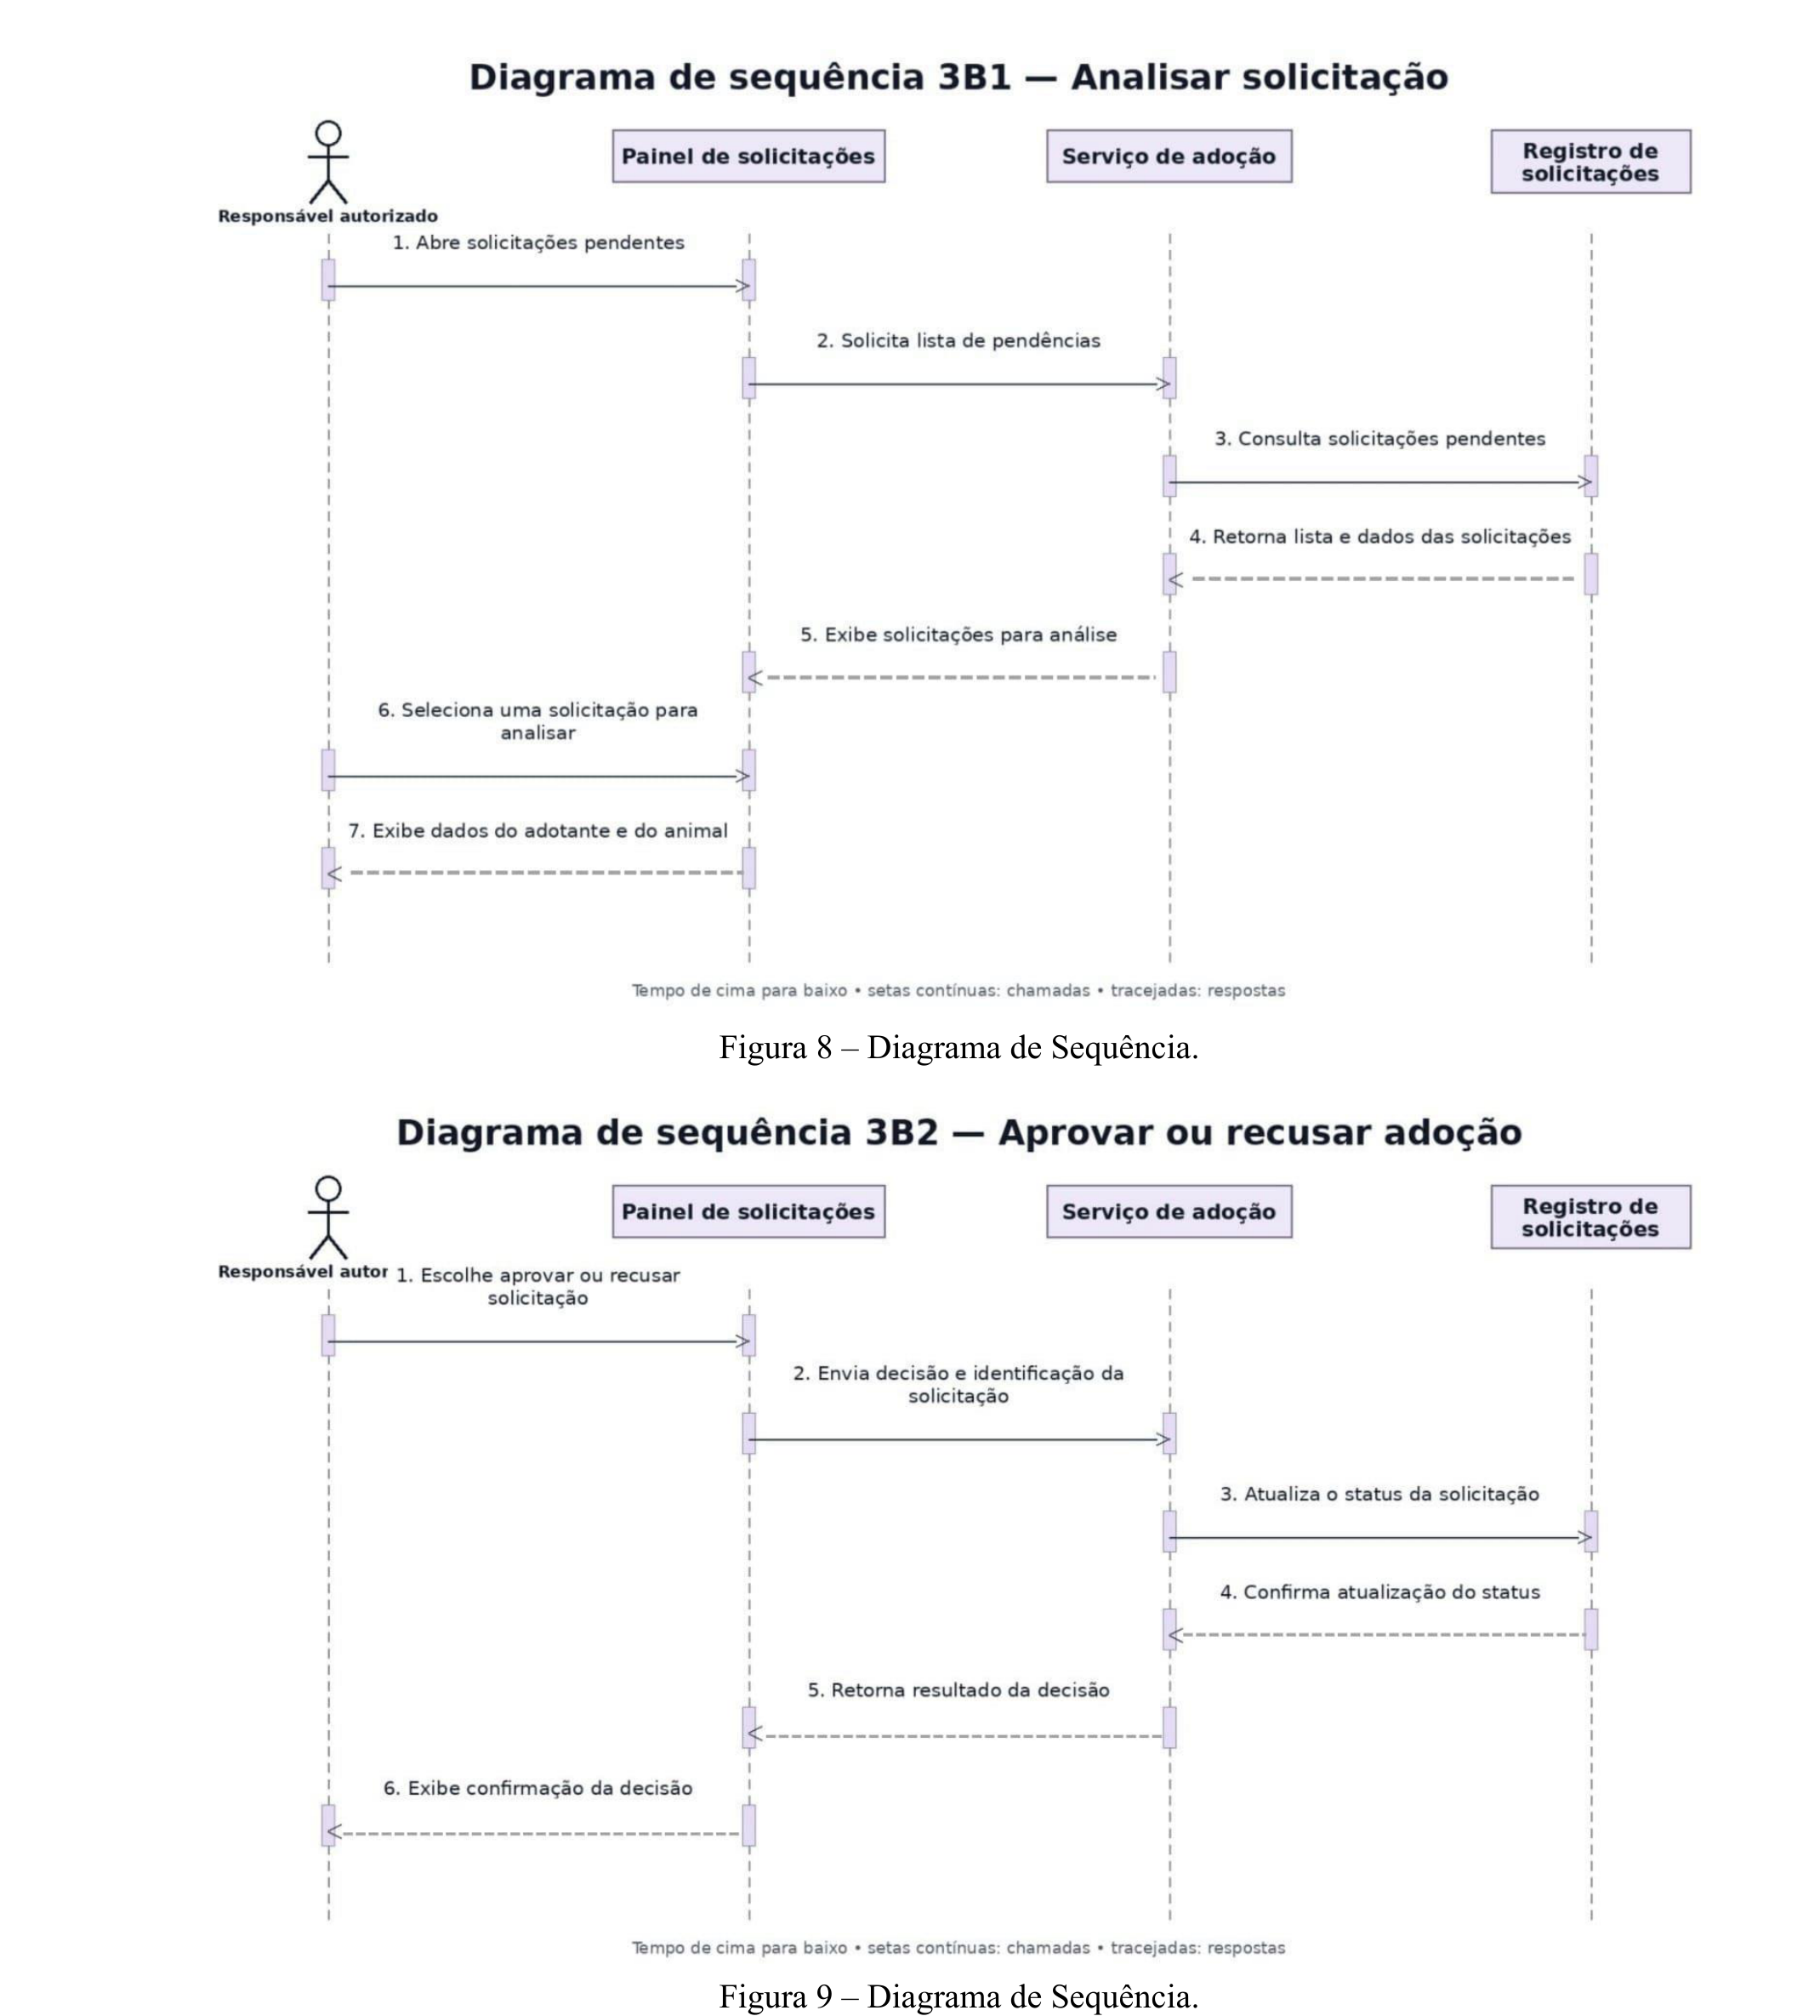 Diagrama de sequência 3B1 — Analisar solicitação
Responsável autorizado
Painel de solicitações
Serviço de adoção
Registro de
solicitações
1. Abre solicitações pendentes
2. Solicita lista de pendências
3. Consulta solicitações pendentes
4. Retorna lista e dados das solicitações
5. Exibe solicitações para análise
6. Seleciona uma solicitação para
analisar
7. Exibe dados do adotante e do animal
Tempo de cima para baixo • setas contínuas: chamadas • tracejadas: respostas
Figura 8 – Diagrama de Sequência.
Diagrama de sequência 3B2 — Aprovar ou recusar adoção
Responsável autor
Painel de solicitações
Serviço de adoção
Registro de
solicitações
1. Escolhe aprovar ou recusar
solicitação
2. Envia decisão e identificação da
solicitação
3. Atualiza o status da solicitação
4. Confirma atualização do status
5. Retorna resultado da decisão
6. Exibe confirmação da decisão
Tempo de cima para baixo • setas contínuas: chamadas • tracejadas: respostas
Figura 9 – Diagrama de Sequência.